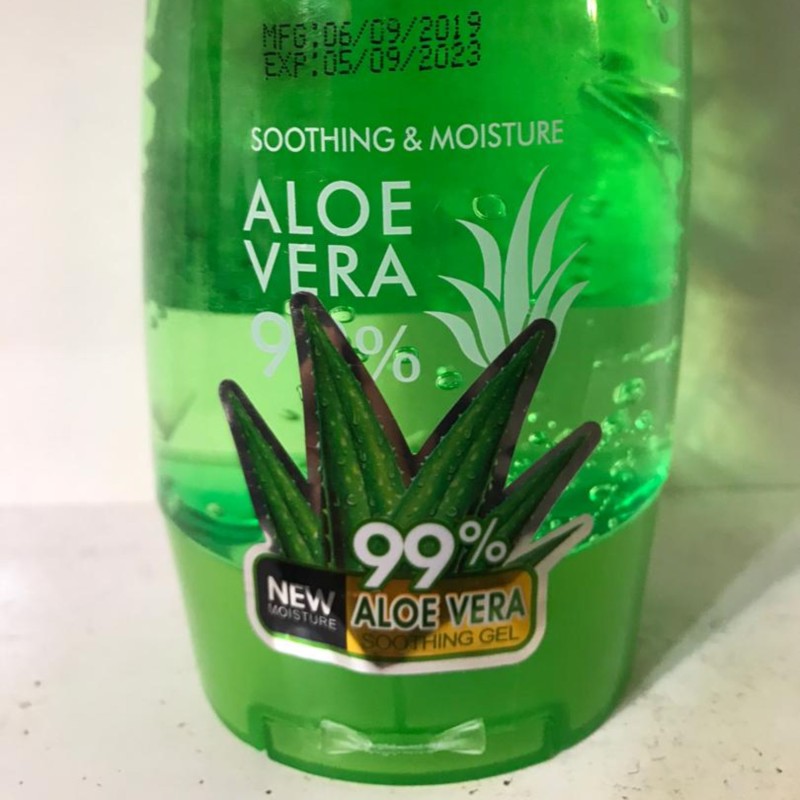 MFG:06/09/2019
EXP:05/09/2023
SOOTHING & MOISTURE
ALOE
VERA
99%
NEW
MOISTURE
ALOE VERA
SOOTHING GEL